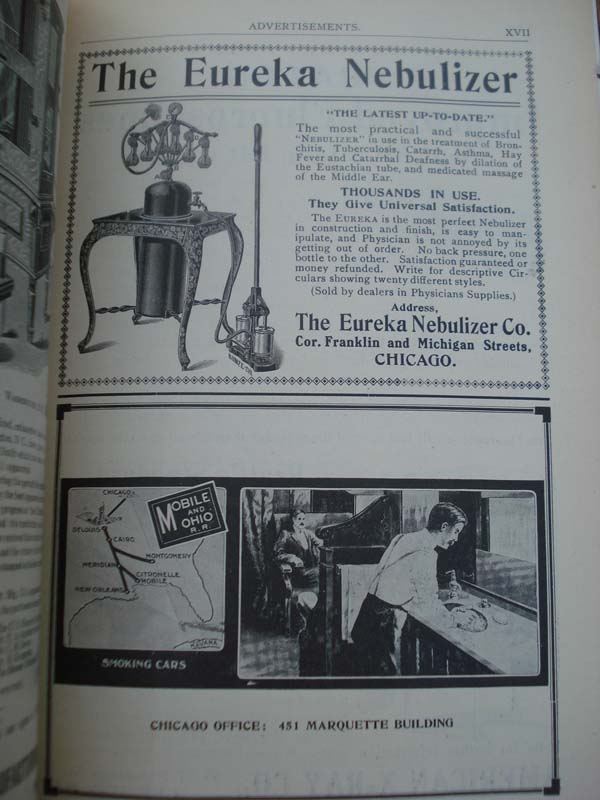 ADVERTISEMENTS.
XVII
The Eureka Nebulizer
"THE LATEST UP-TO-DATE."
The most practical and successful
"NEBULIZER" in use in the treatment of Bron-
chitis, Tuberculosis, Catarrh, Asthma, Hay
Fever and Catarrhal Deafness by dilation of
the Eustachian tube, and medicated massage
of the Middle Ear.
THOUSANDS IN USE.
They Give Universal Satisfaction.
The EUREKA is the most perfect Nebulizer
in construction and finish, is easy to man-
ipulate, and Physician is not annoyed by its
getting out of order. No back pressure, one
bottle to the other. Satisfaction guaranteed or
money refunded. Write for descriptive Cir-
culars showing twenty different styles.
(Sold by dealers in Physicians Supplies.)
Address,
The Eureka Nebulizer Co.
Cor. Franklin and Michigan Streets,
CHICAGO.
MOBILE
AND
OHIO
R.R.
CHICAGO
ST LOUIS
CAIRO
MONTGOMERY
MERIDIAN
CITRONELLE
MOBILE
NEW ORLEANS
HAVANA
SMOKING CARS
CHICAGO OFFICE: 451 MARQUETTE BUILDING